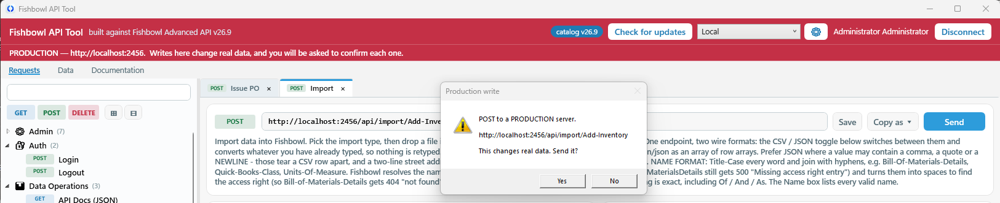 Fishbowl API Tool
Fishbowl API Tool built against Fishbowl Advanced API v26.9 catalog v26.9 Check for updates Local Administrator Administrator Disconnect
PRODUCTION — http://localhost:2456. Writes here change real data, and you will be asked to confirm each one.
Requests Data Documentation
POST Issue PO × POST Import ×
GET POST DELETE
Admin (7)
Auth (2)
POST Login
POST Logout
Data Operations (3)
GET API Docs (JSON)
POST http://localhost:2456/api/import/Add-Inve Save Copy as Send
Import data into Fishbowl. Pick the import type, then drop a file i One endpoint, two wire formats: the CSV / JSON toggle below switches between them and
converts whatever you have already typed, so nothing is retyped. n/json as an array of row arrays. Prefer JSON where a value may contain a comma, a quote or a
NEWLINE - those tear a CSV row apart, and a two-line street add . NAME FORMAT: Title-Case every word and join with hyphens, e.g. Bill-Of-Materials-Details,
Quick-Books-Class, Units-Of-Measure. Fishbowl resolves the nam MaterialsDetails still gets 500 "Missing access right entry") and turns them into spaces to find
the access right (so Bill-of-Materials-Details gets 404 "not found" g is exact, including Of / And / As. The Name box lists every valid name.
Production write
POST to a PRODUCTION server.
http://localhost:2456/api/import/Add-Inventory
This changes real data. Send it?
Yes No